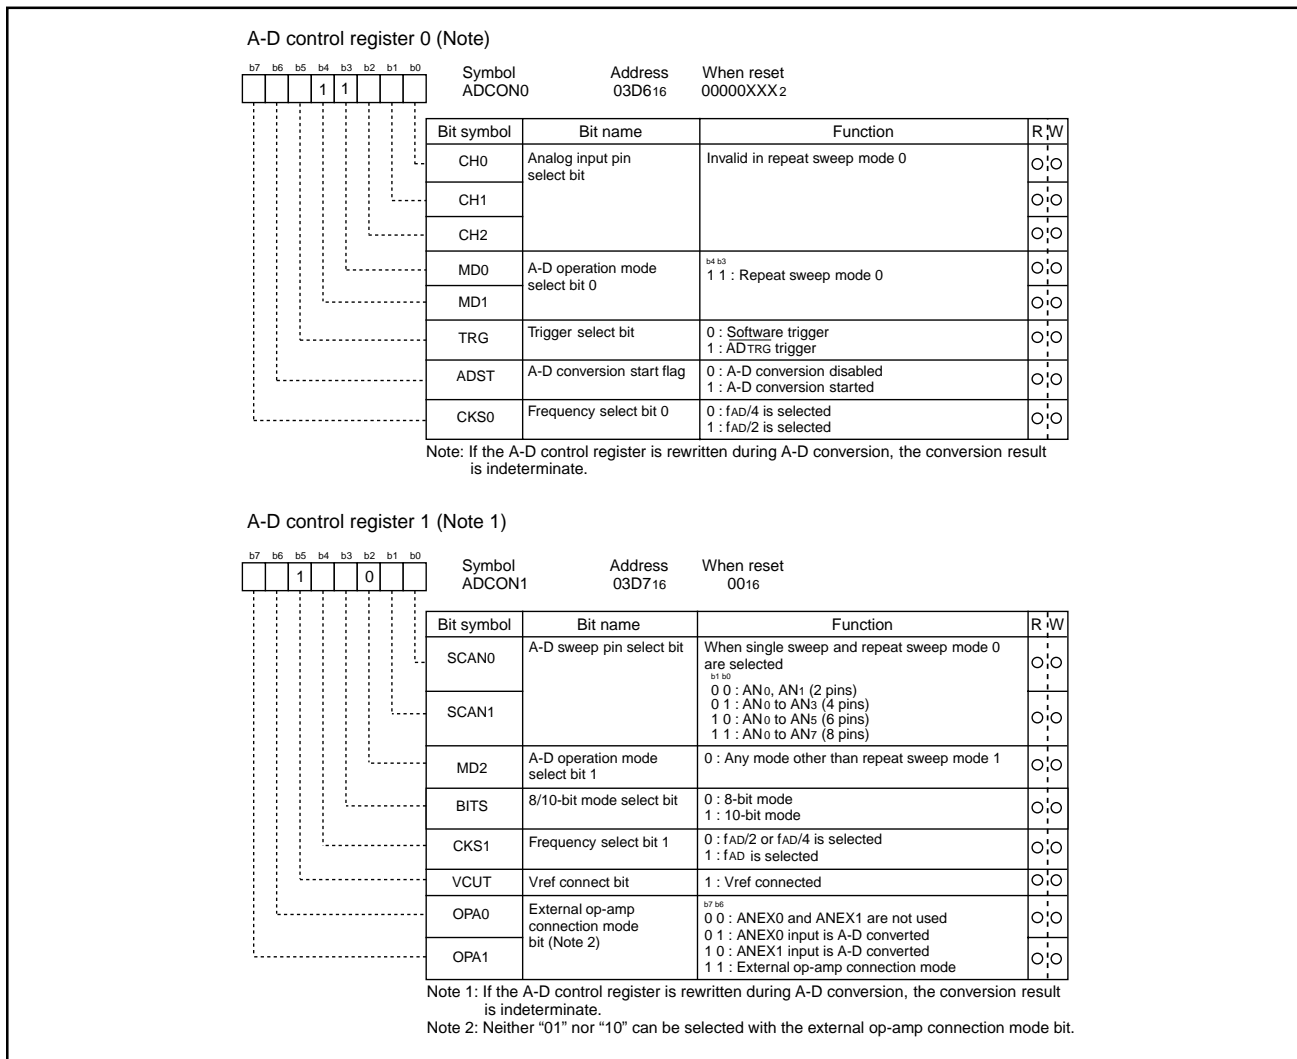 A-D control register 0 (Note)
b7 b6 b5 b4 b3 b2 b1 b0
1 1
Symbol Address When reset
ADCON0 03D616 00000XXX2
Bit symbol Bit name Function R W
CH0 Analog input pin select bit Invalid in repeat sweep mode 0
CH1
CH2
MD0 A-D operation mode select bit 0 b4 b3
1 1 : Repeat sweep mode 0
MD1
TRG Trigger select bit 0 : Software trigger
1 : ADTRG trigger
ADST A-D conversion start flag 0 : A-D conversion disabled
1 : A-D conversion started
CKS0 Frequency select bit 0 0 : fAD/4 is selected
1 : fAD/2 is selected
Note: If the A-D control register is rewritten during A-D conversion, the conversion result
is indeterminate.
A-D control register 1 (Note 1)
b7 b6 b5 b4 b3 b2 b1 b0
1 0
Symbol Address When reset
ADCON1 03D716 0016
Bit symbol Bit name Function R W
SCAN0 A-D sweep pin select bit When single sweep and repeat sweep mode 0
are selected
b1 b0
0 0 : AN0, AN1 (2 pins)
0 1 : AN0 to AN3 (4 pins)
SCAN1 1 0 : AN0 to AN5 (6 pins)
1 1 : AN0 to AN7 (8 pins)
MD2 A-D operation mode select bit 1 0 : Any mode other than repeat sweep mode 1
BITS 8/10-bit mode select bit 0 : 8-bit mode
1 : 10-bit mode
CKS1 Frequency select bit 1 0 : fAD/2 or fAD/4 is selected
1 : fAD is selected
VCUT Vref connect bit 1 : Vref connected
OPA0 External op-amp connection mode bit (Note 2) b7 b6
0 0 : ANEX0 and ANEX1 are not used
0 1 : ANEX0 input is A-D converted
OPA1 1 0 : ANEX1 input is A-D converted
1 1 : External op-amp connection mode
Note 1: If the A-D control register is rewritten during A-D conversion, the conversion result
is indeterminate.
Note 2: Neither “01” nor “10” can be selected with the external op-amp connection mode bit.